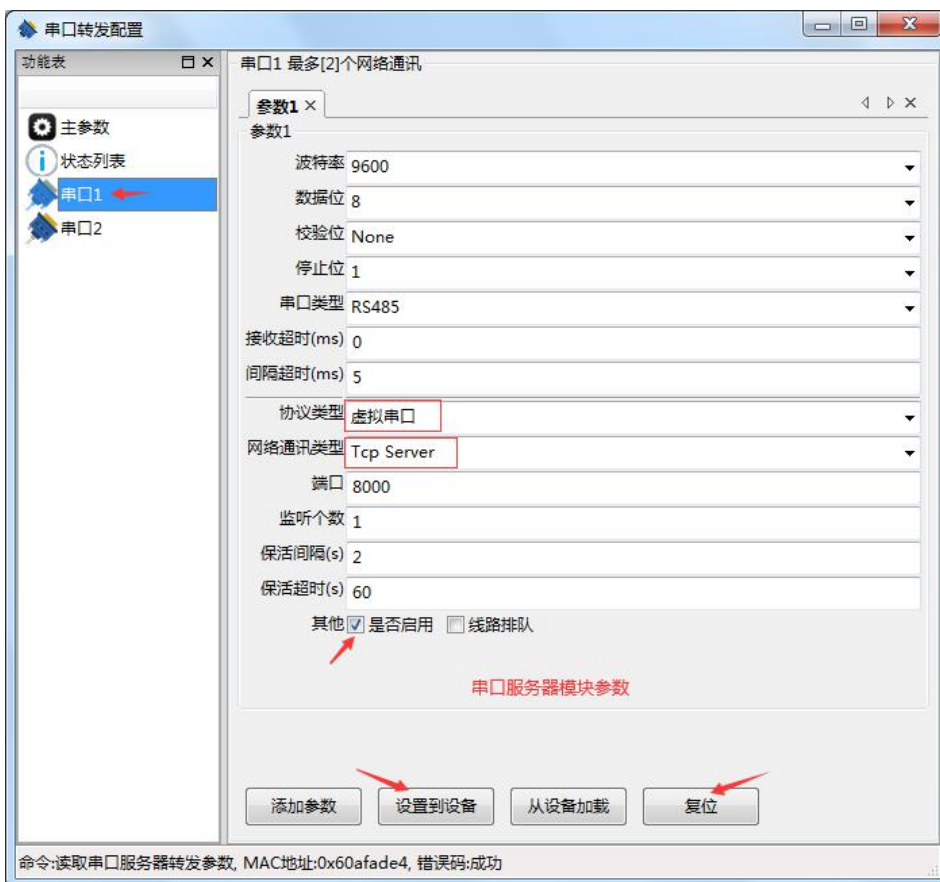 串口转发配置
功能表
主参数
状态列表
串口1
串口2
串口1 最多[2]个网络通讯
参数1
参数1
波特率 9600
数据位 8
校验位 None
停止位 1
串口类型 RS485
接收超时(ms) 0
间隔超时(ms) 5
协议类型 虚拟串口
网络通讯类型 Tcp Server
端口 8000
监听个数 1
保活间隔(s) 2
保活超时(s) 60
其他 是否启用 线路排队
串口服务器模块参数
添加参数 设置到设备 从设备加载 复位
命令:读取串口服务器转发参数, MAC地址:0x60afade4, 错误码:成功